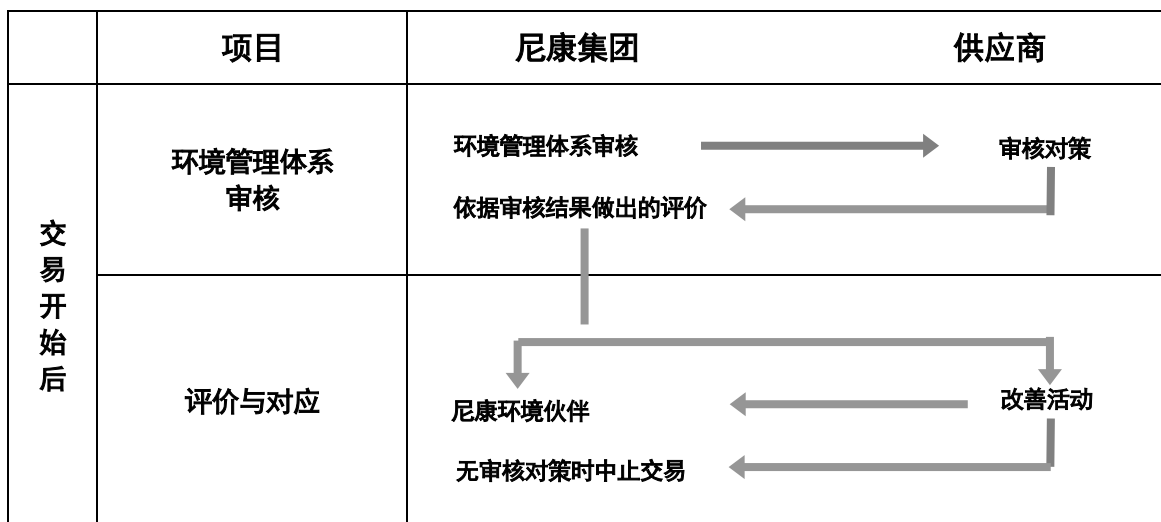 项目
尼康集团
供应商
交
易
开
始
后
环境管理体系
审核
环境管理体系审核
审核对策
依据审核结果做出的评价
评价与对应
尼康环境伙伴
改善活动
无审核对策时中止交易